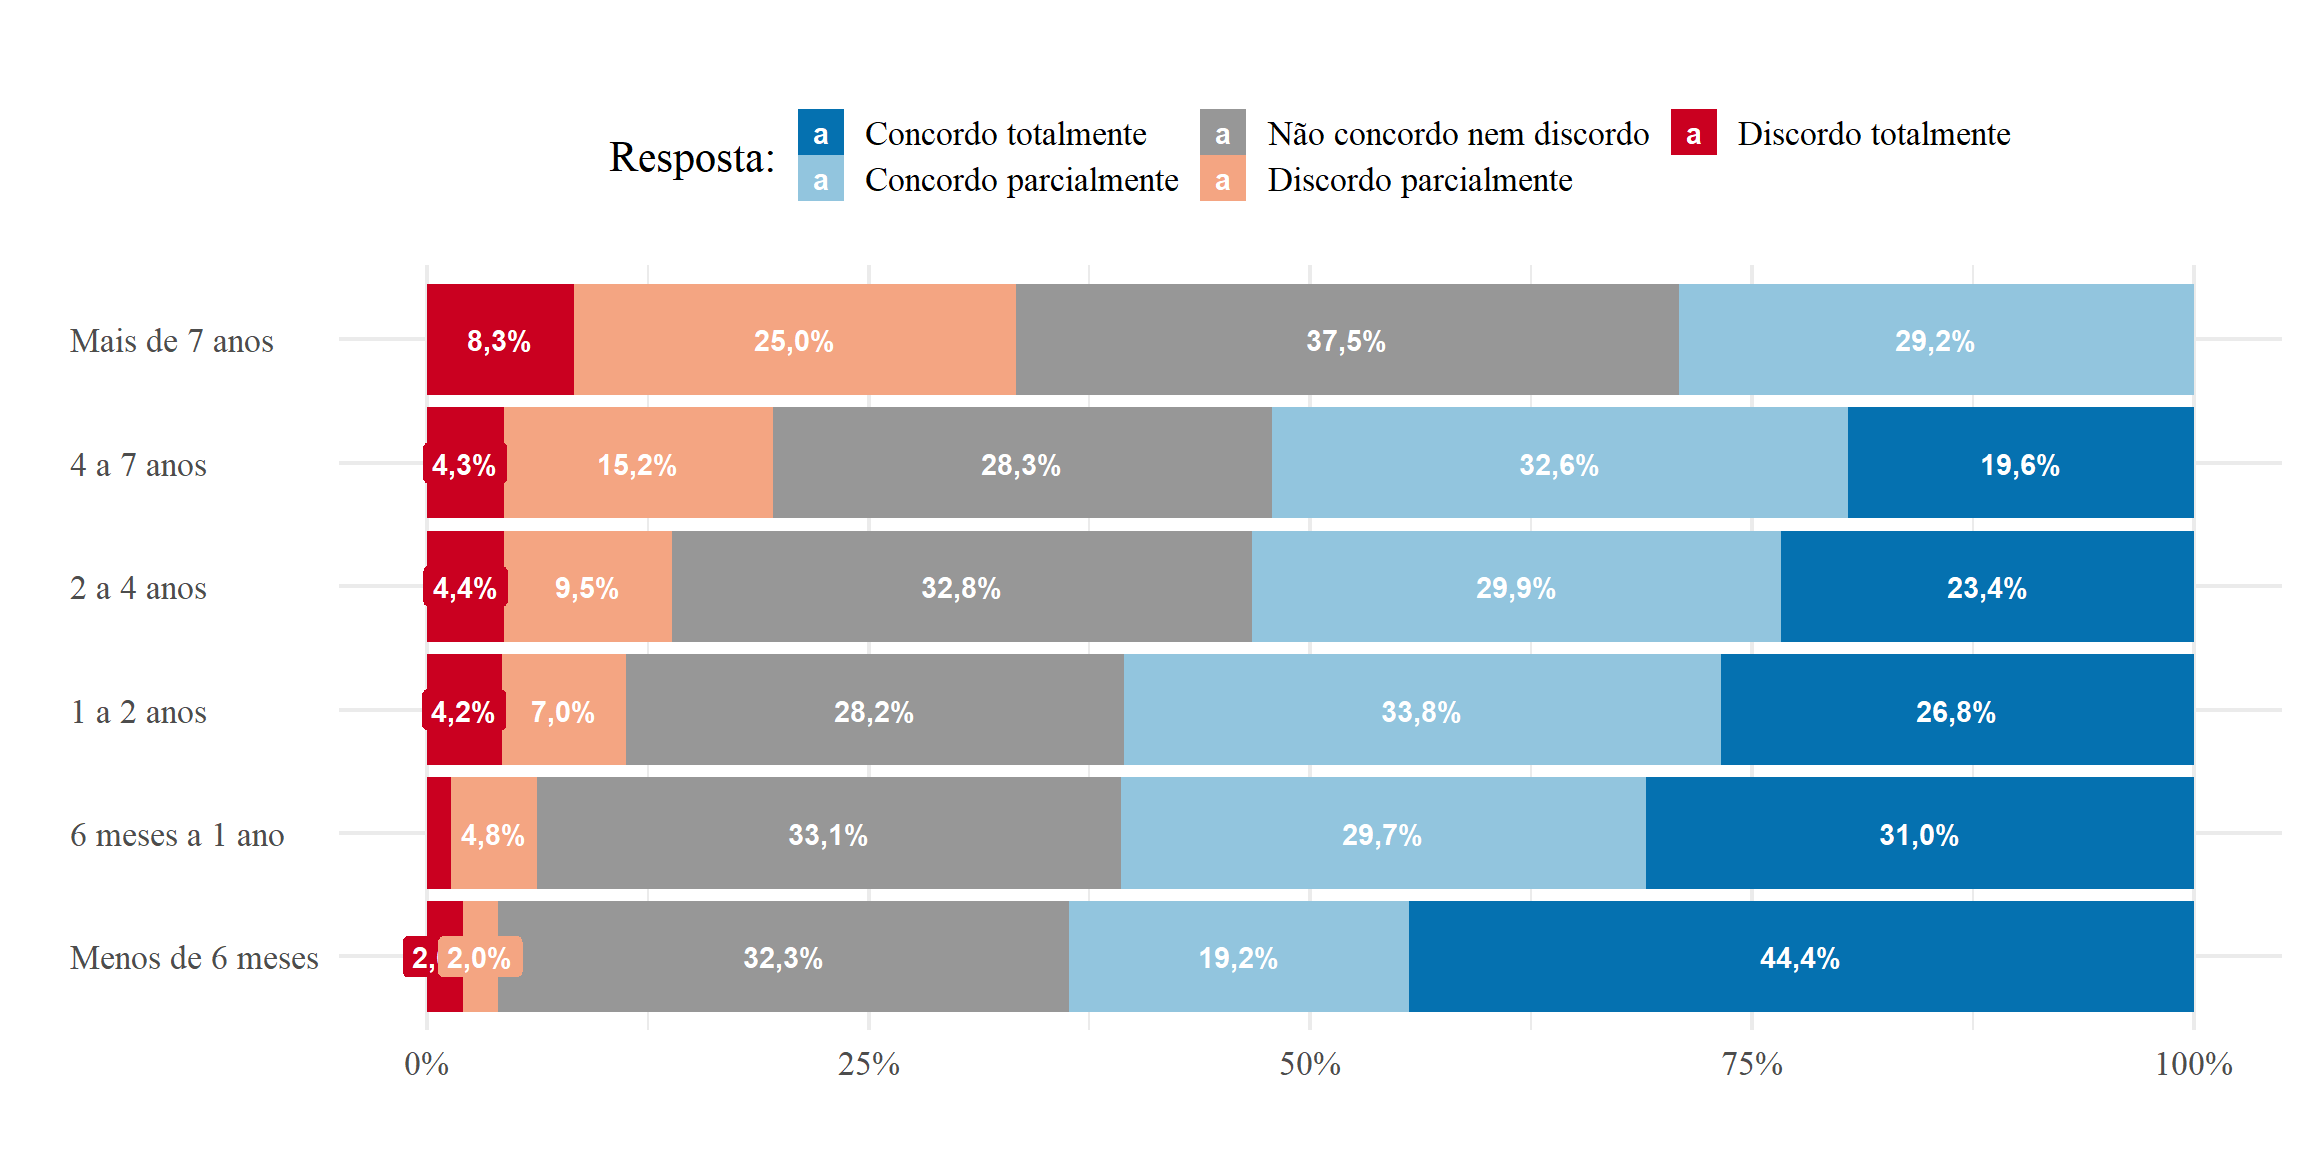 Resposta:
a Concordo totalmente a Não concordo nem discordo a Discordo totalmente
a Concordo parcialmente a Discordo parcialmente
Mais de 7 anos 8,3% 25,0% 37,5% 29,2%
4 a 7 anos 4,3% 15,2% 28,3% 32,6% 19,6%
2 a 4 anos 4,4% 9,5% 32,8% 29,9% 23,4%
1 a 2 anos 4,2% 7,0% 28,2% 33,8% 26,8%
6 meses a 1 ano 4,8% 33,1% 29,7% 31,0%
Menos de 6 meses 2,0% 32,3% 19,2% 44,4%
0% 25% 50% 75% 100%